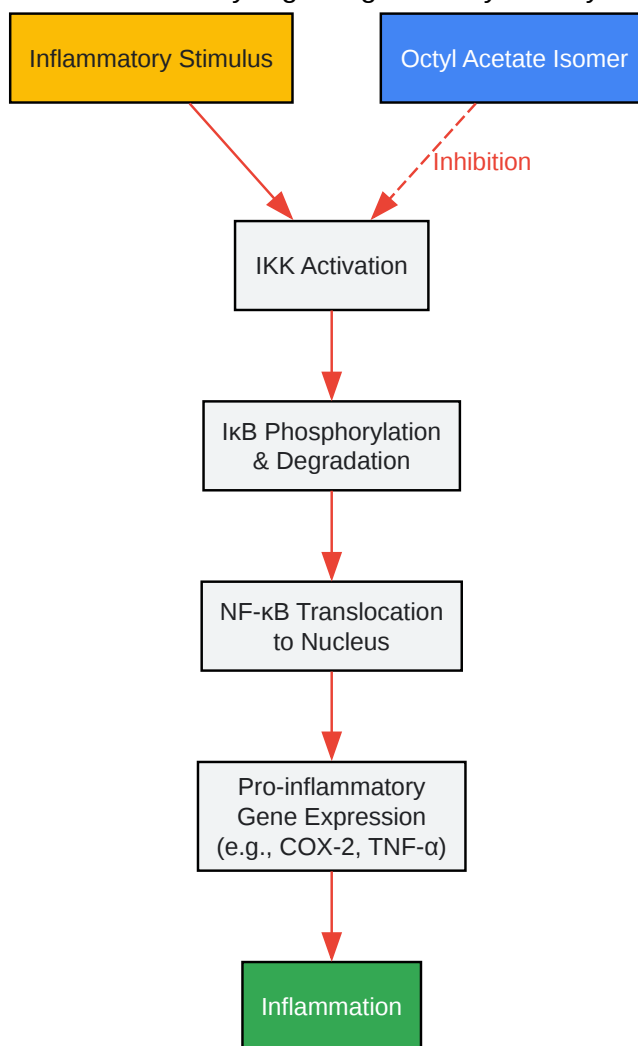 Inflammatory Stimulus
Octyl Acetate Isomer
Inhibition
IKK Activation
IκB Phosphorylation
& Degradation
NF-κB Translocation
to Nucleus
Pro-inflammatory
Gene Expression
(e.g., COX-2, TNF-α)
Inflammation